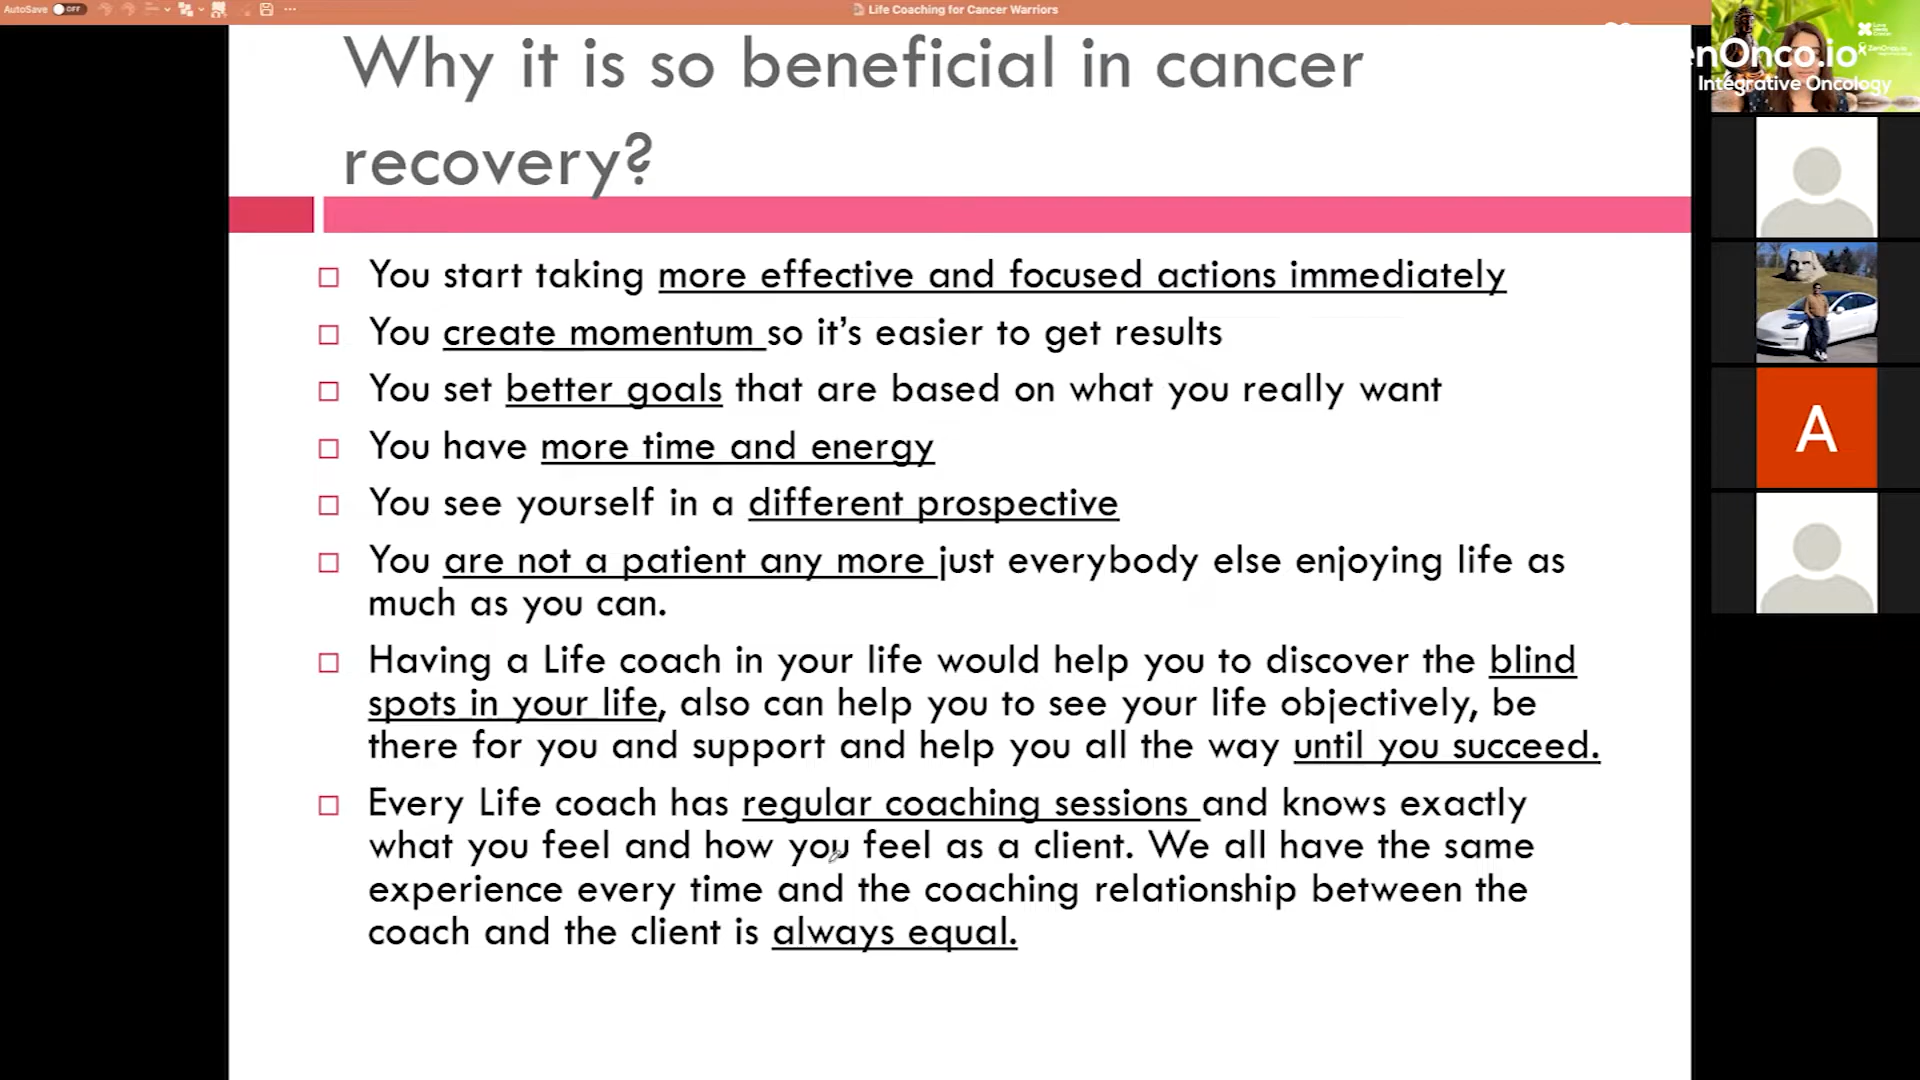 AutoSave OFF
Life Coaching for Cancer Warriors
Why it is so beneficial in cancer
recovery?
You start taking more effective and focused actions immediately
You create momentum so it's easier to get results
You set better goals that are based on what you really want
You have more time and energy
You see yourself in a different prospective
You are not a patient any more just everybody else enjoying life as
much as you can.
Having a Life coach in your life would help you to discover the blind
spots in your life, also can help you to see your life objectively, be
there for you and support and help you all the way until you succeed.
Every Life coach has regular coaching sessions and knows exactly
what you feel and how you feel as a client. We all have the same
experience every time and the coaching relationship between the
coach and the client is always equal.
enOnco.io
Integrative Oncology
A